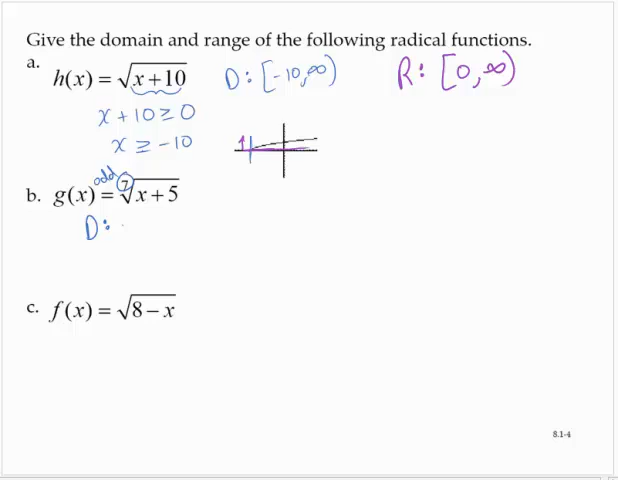 Give the domain and range of the following radical functions.
a. h(x) = √(x + 10) D: [-10, ∞) R: [0, ∞)
x + 10 ≥ 0
x ≥ -10
odd
b. g(x) = ⁷√(x + 5)
D:
c. f(x) = √(8 − x)
8.1-4